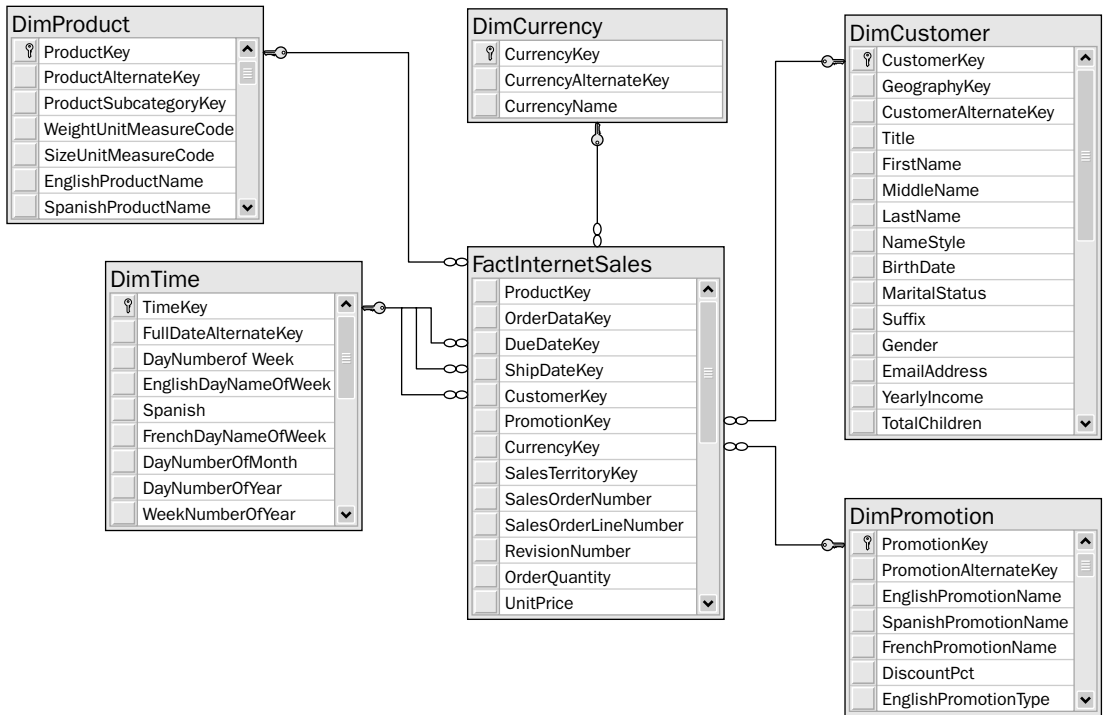 DimProduct
ProductKey
ProductAlternateKey
ProductSubcategoryKey
WeightUnitMeasureCode
SizeUnitMeasureCode
EnglishProductName
SpanishProductName
DimCurrency
CurrencyKey
CurrencyAlternateKey
CurrencyName
DimCustomer
CustomerKey
GeographyKey
CustomerAlternateKey
Title
FirstName
MiddleName
LastName
NameStyle
BirthDate
MaritalStatus
Suffix
Gender
EmailAddress
YearlyIncome
TotalChildren
DimTime
TimeKey
FullDateAlternateKey
DayNumberof Week
EnglishDayNameOfWeek
Spanish
FrenchDayNameOfWeek
DayNumberOfMonth
DayNumberOfYear
WeekNumberOfYear
FactInternetSales
ProductKey
OrderDataKey
DueDateKey
ShipDateKey
CustomerKey
PromotionKey
CurrencyKey
SalesTerritoryKey
SalesOrderNumber
SalesOrderLineNumber
RevisionNumber
OrderQuantity
UnitPrice
DimPromotion
PromotionKey
PromotionAlternateKey
EnglishPromotionName
SpanishPromotionName
FrenchPromotionName
DiscountPct
EnglishPromotionType